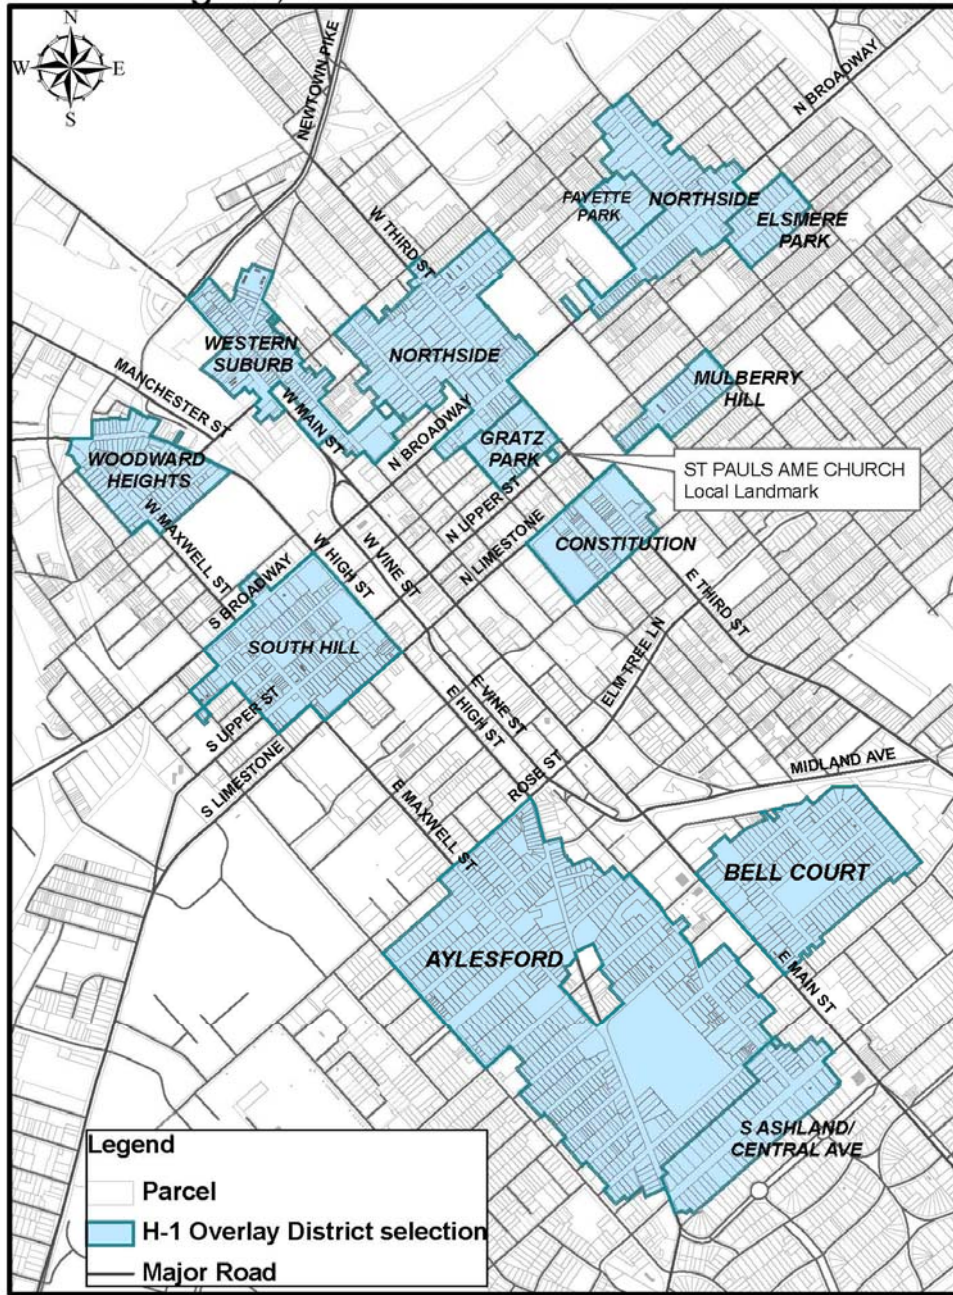 N
W E
S
NEWTOWN PIKE
N BROADWAY
W THIRD ST
FAYETTE
PARK
NORTHSIDE
ELSMERE
PARK
WESTERN
SUBURB
NORTHSIDE
MANCHESTER ST
W MAIN ST
N BROADWAY
MULBERRY
HILL
WOODWARD
HEIGHTS
GRATZ
PARK
ST PAULS AME CHURCH
Local Landmark
W MAXWELL ST
N UPPER ST
N LIMESTONE
CONSTITUTION
W HIGH ST
W VINE ST
S BROADWAY
E THIRD ST
SOUTH HILL
ELM TREE LN
S UPPER ST
E VINE ST
E HIGH ST
S LIMESTONE
ROSE ST
MIDLAND AVE
E MAXWELL ST
BELL COURT
AYLESFORD
E MAIN ST
S ASHLAND/
CENTRAL AVE
Legend
Parcel
H-1 Overlay District selection
Major Road